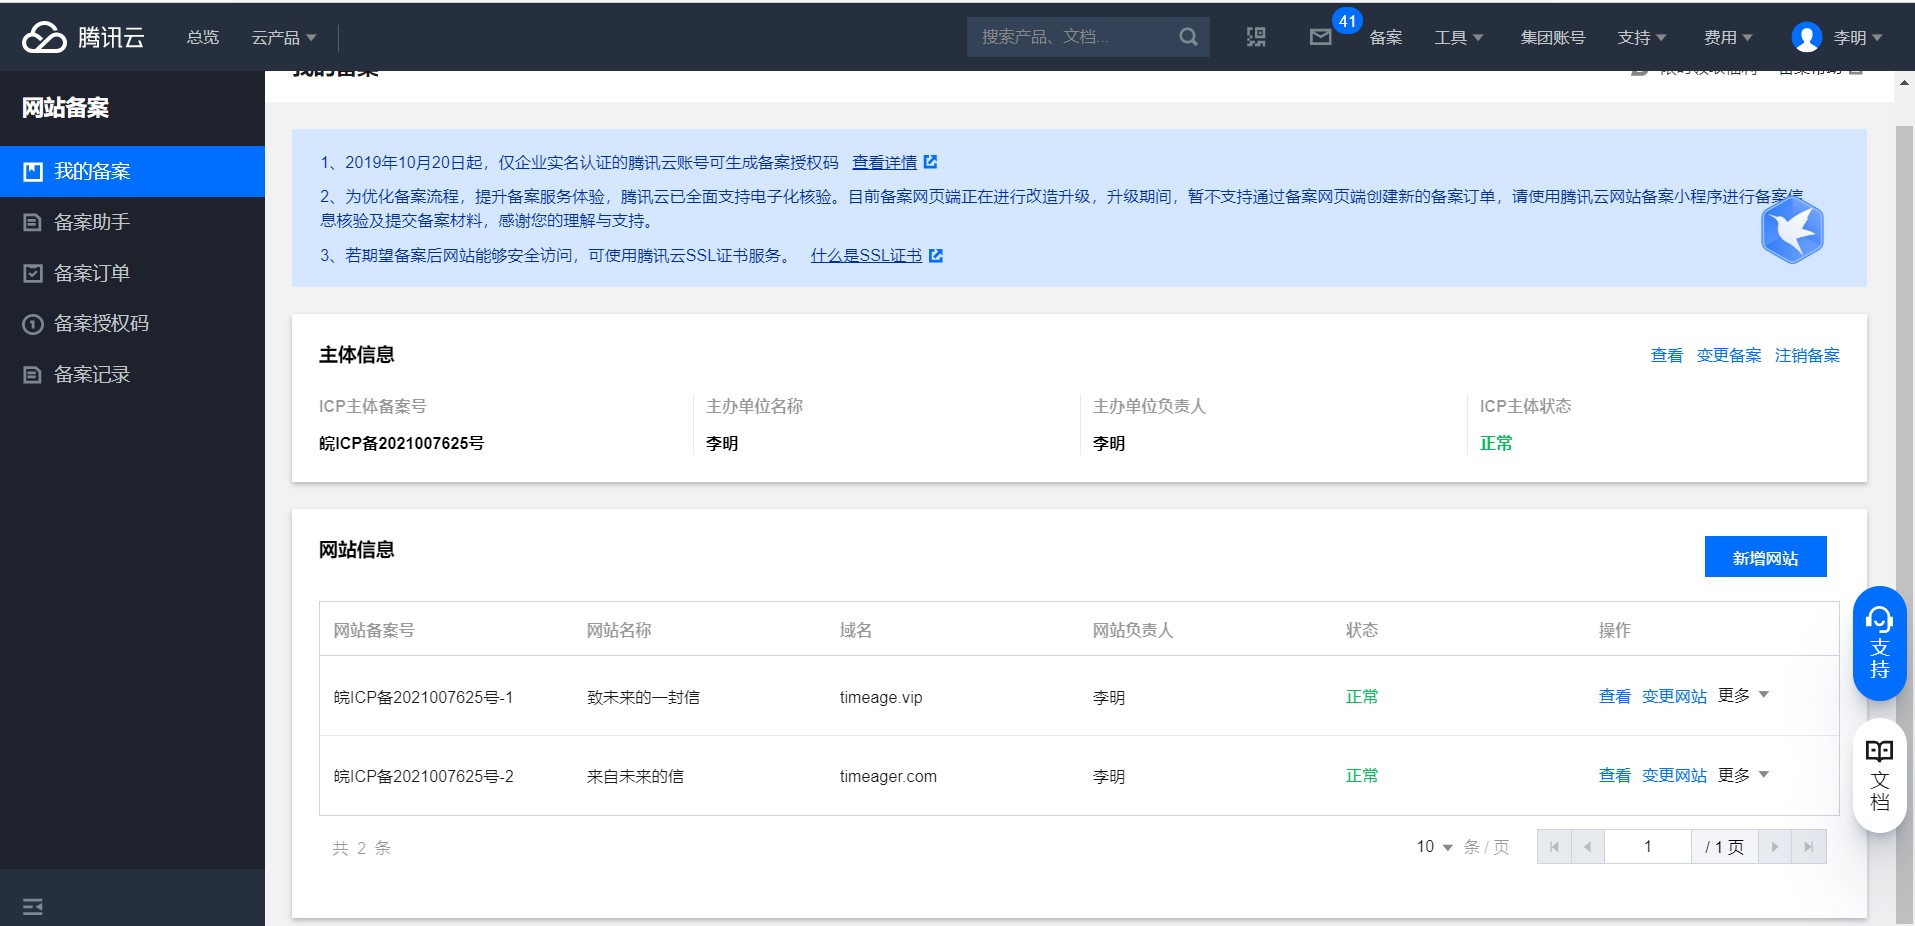 腾讯云
总览
云产品
搜索产品、文档...
41
备案
工具
集团账号
支持
费用
李明
网站备案
我的备案
备案助手
备案订单
备案授权码
备案记录
我的备案
限时领取福利
备案帮助
1、2019年10月20日起，仅企业实名认证的腾讯云账号可生成备案授权码 查看详情
2、为优化备案流程，提升备案服务体验，腾讯云已全面支持电子化核验。目前备案网页端正在进行改造升级，升级期间，暂不支持通过备案网页端创建新的备案订单，请使用腾讯云网站备案小程序进行备案信
息核验及提交备案材料，感谢您的理解与支持。
3、若期望备案后网站能够安全访问，可使用腾讯云SSL证书服务。 什么是SSL证书
主体信息
查看 变更备案 注销备案
ICP主体备案号 主办单位名称 主办单位负责人 ICP主体状态
皖ICP备2021007625号 李明 李明 正常
网站信息
新增网站
网站备案号 网站名称 域名 网站负责人 状态 操作
皖ICP备2021007625号-1 致未来的一封信 timeage.vip 李明 正常 查看 变更网站 更多
皖ICP备2021007625号-2 来自未来的信 timeager.com 李明 正常 查看 变更网站 更多
共 2 条
10 条 / 页
1 / 1 页
支持
文档